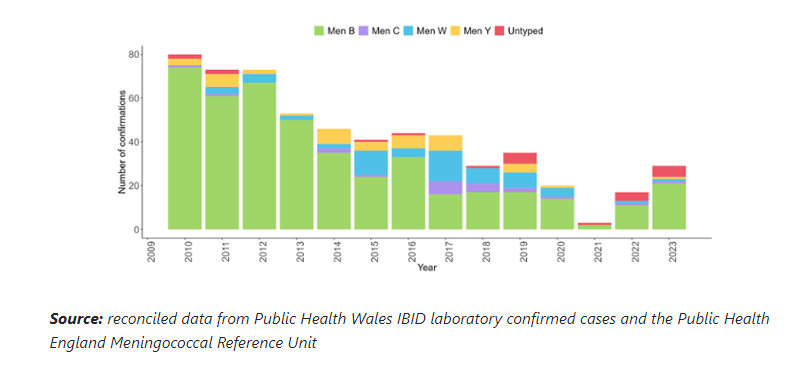 Men B Men C Men W Men Y Untyped
80
60
40
20
0
Number of confirmations
2009 2010 2011 2012 2013 2014 2015 2016 2017 2018 2019 2020 2021 2022 2023
Year
Source: reconciled data from Public Health Wales IBID laboratory confirmed cases and the Public Health
England Meningococcal Reference Unit